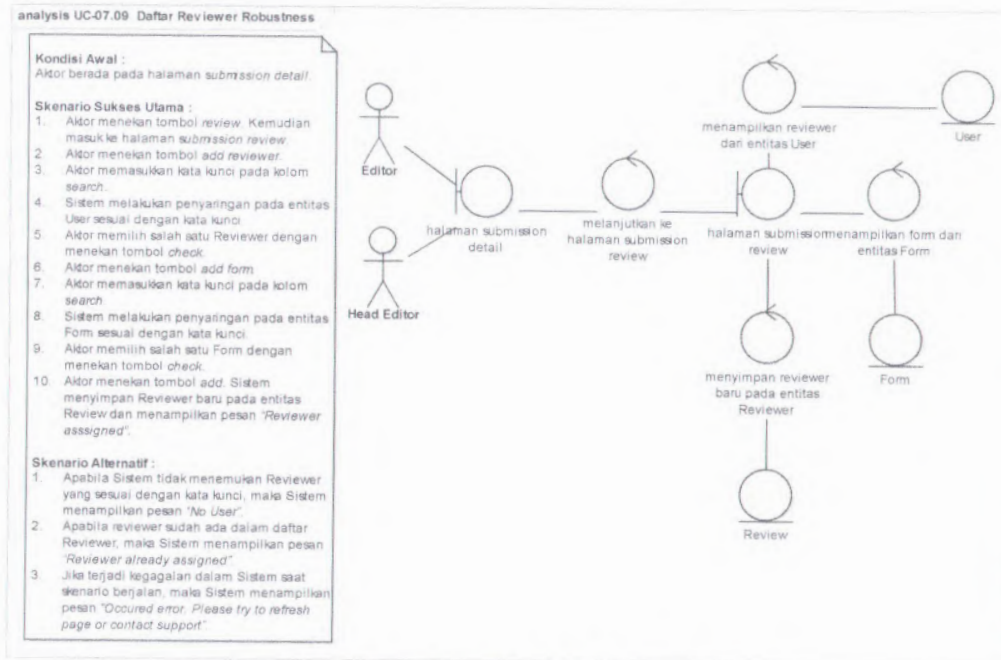 analysis UC-07.09 Daftar Reviewer Robustness
Kondisi Awal :
Aktor berada pada halaman submission detail.
Skenario Sukses Utama :
1. Aktor menekan tombol review. Kemudian
masuk ke halaman submission review.
2. Aktor menekan tombol add reviewer.
3. Aktor memasukkan kata kunci pada kolom
search.
4. Sistem melakukan penyaringan pada entitas
User sesuai dengan kata kunci.
5. Aktor memilih salah satu Reviewer dengan
menekan tombol check.
6. Aktor menekan tombol add form
7. Aktor memasukkan kata kunci pada kolom
search
8. Sistem melakukan penyaringan pada entitas
Form sesuai dengan kata kunci.
9. Aktor memilih salah satu Form dengan
menekan tombol check.
10. Aktor menekan tombol add. Sistem
menyimpan Reviewer baru pada entitas
Review dan menampilkan pesan "Reviewer
asssigned".
Skenario Alternatif :
1. Apabila Sistem tidak menemukan Reviewer
yang sesuai dengan kata kunci, maka Sistem
menampilkan pesan "No User".
2. Apabila reviewer sudah ada dalam daftar
Reviewer, maka Sistem menampilkan pesan
"Reviewer already assigned".
3. Jika terjadi kegagalan dalam Sistem saat
skenario berjalan, maka Sistem menampilkan
pesan "Occured error. Please try to refresh
page or contact support"
Editor
Head Editor
halaman submission
detail
melanjutkan ke
halaman submission
review
halaman submission
review
menampilkan reviewer
dari entitas User
User
menampilkan form dari
entitas Form
Form
menyimpan reviewer
baru pada entitas
Reviewer
Review